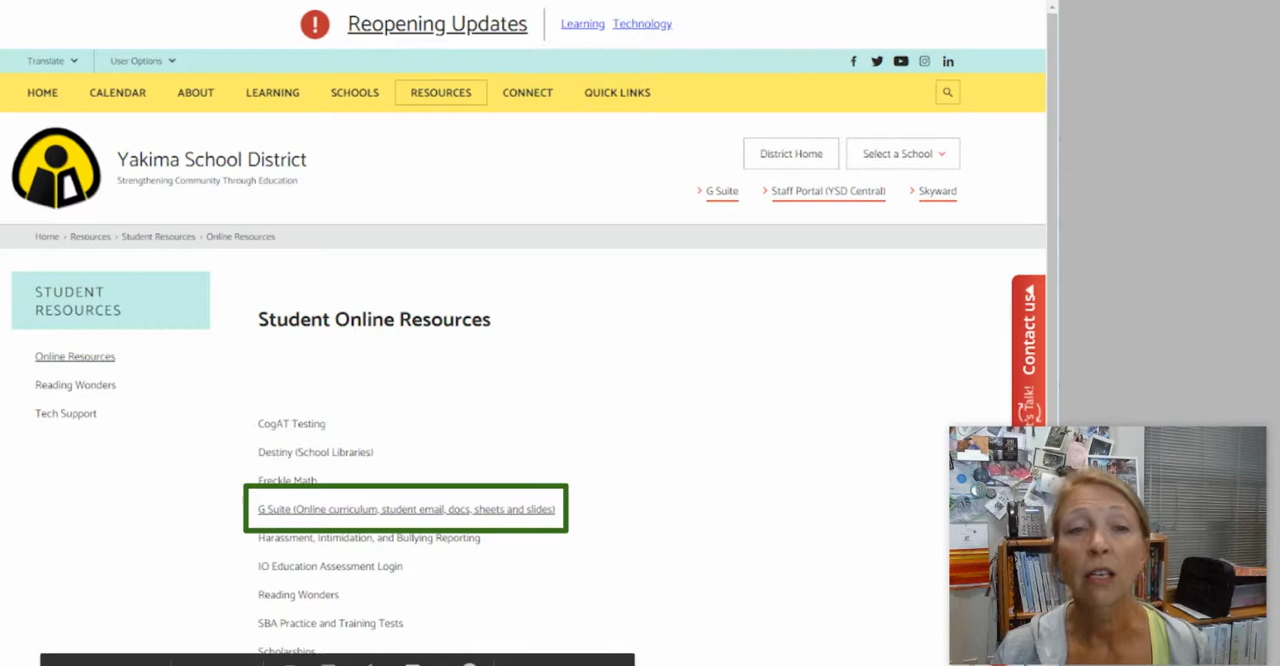 Reopening Updates Learning Technology
Translate User Options
HOME CALENDAR ABOUT LEARNING SCHOOLS RESOURCES CONNECT QUICK LINKS
Yakima School District
Strengthening Community Through Education
District Home Select a School
G Suite Staff Portal (YSD Central) Skyward
Home Resources Student Resources Online Resources
STUDENT
RESOURCES
Online Resources
Reading Wonders
Tech Support
Student Online Resources
CogAT Testing
Destiny (School Libraries)
Freckle Math
G Suite (Online curriculum, student email, docs, sheets and slides)
Harassment, Intimidation, and Bullying Reporting
IO Education Assessment Login
Reading Wonders
SBA Practice and Training Tests
Scholarships
Contact us
Talk!